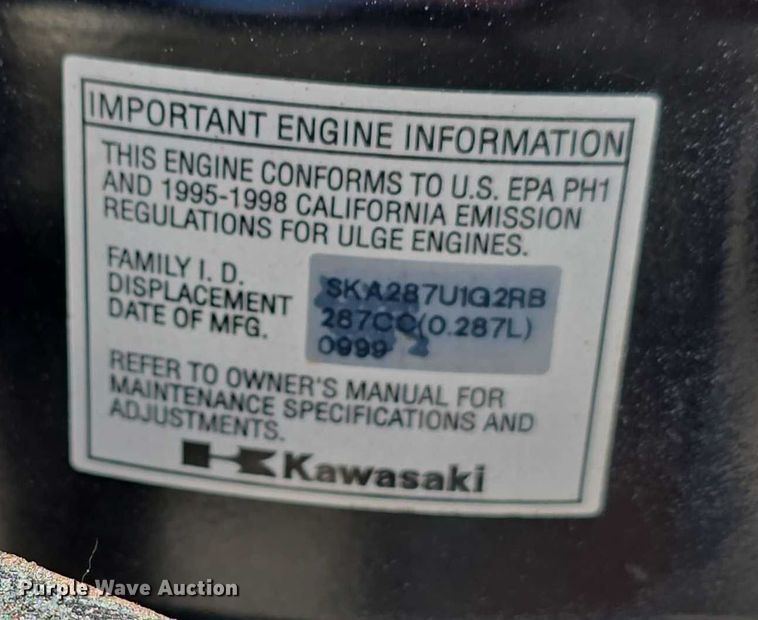 IMPORTANT ENGINE INFORMATION
THIS ENGINE CONFORMS TO U.S. EPA PH1
AND 1995-1998 CALIFORNIA EMISSION
REGULATIONS FOR ULGE ENGINES.
FAMILY I. D. SKA287U1G2RB
DISPLACEMENT 287CC(0.287L)
DATE OF MFG. 0999
REFER TO OWNER'S MANUAL FOR
MAINTENANCE SPECIFICATIONS AND
ADJUSTMENTS.
Kawasaki
Purple Wave Auction